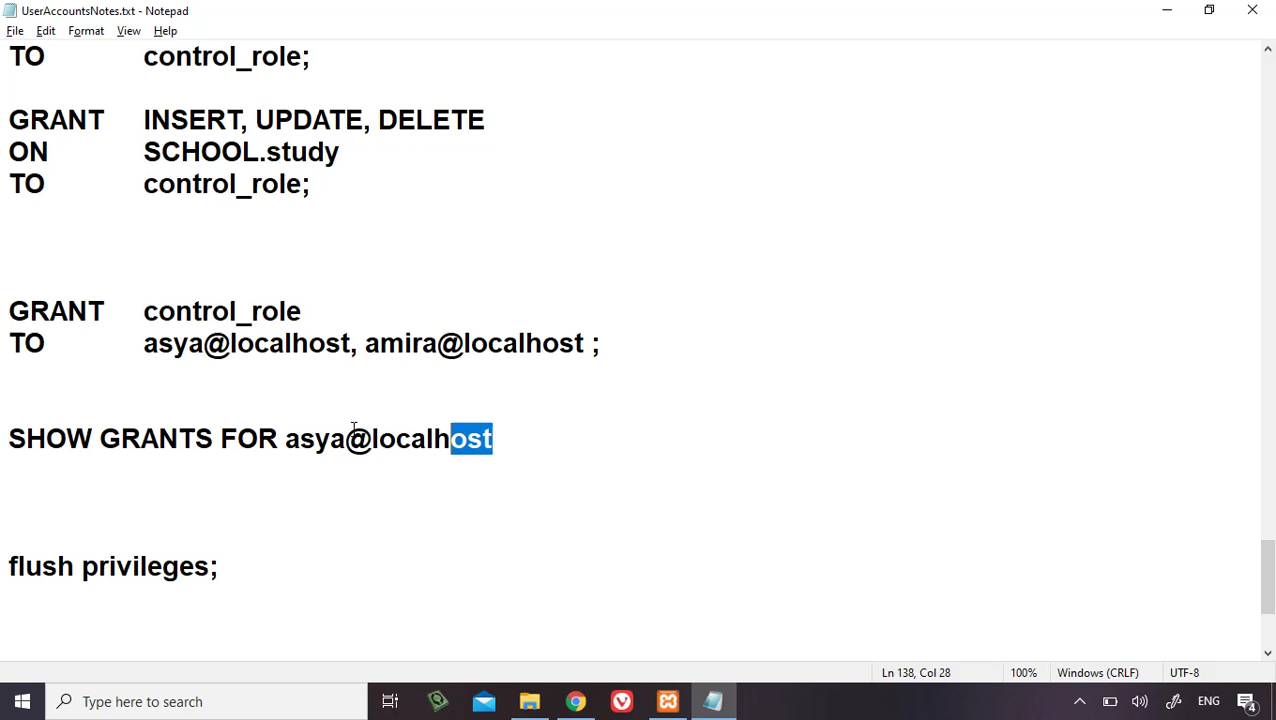 UserAccountsNotes.txt - Notepad
File Edit Format View Help
TO control_role;
GRANT INSERT, UPDATE, DELETE
ON SCHOOL.study
TO control_role;
GRANT control_role
TO asya@localhost, amira@localhost ;
SHOW GRANTS FOR asya@localhost
flush privileges;
Ln 138, Col 28 100% Windows (CRLF) UTF-8
Type here to search ENG 4